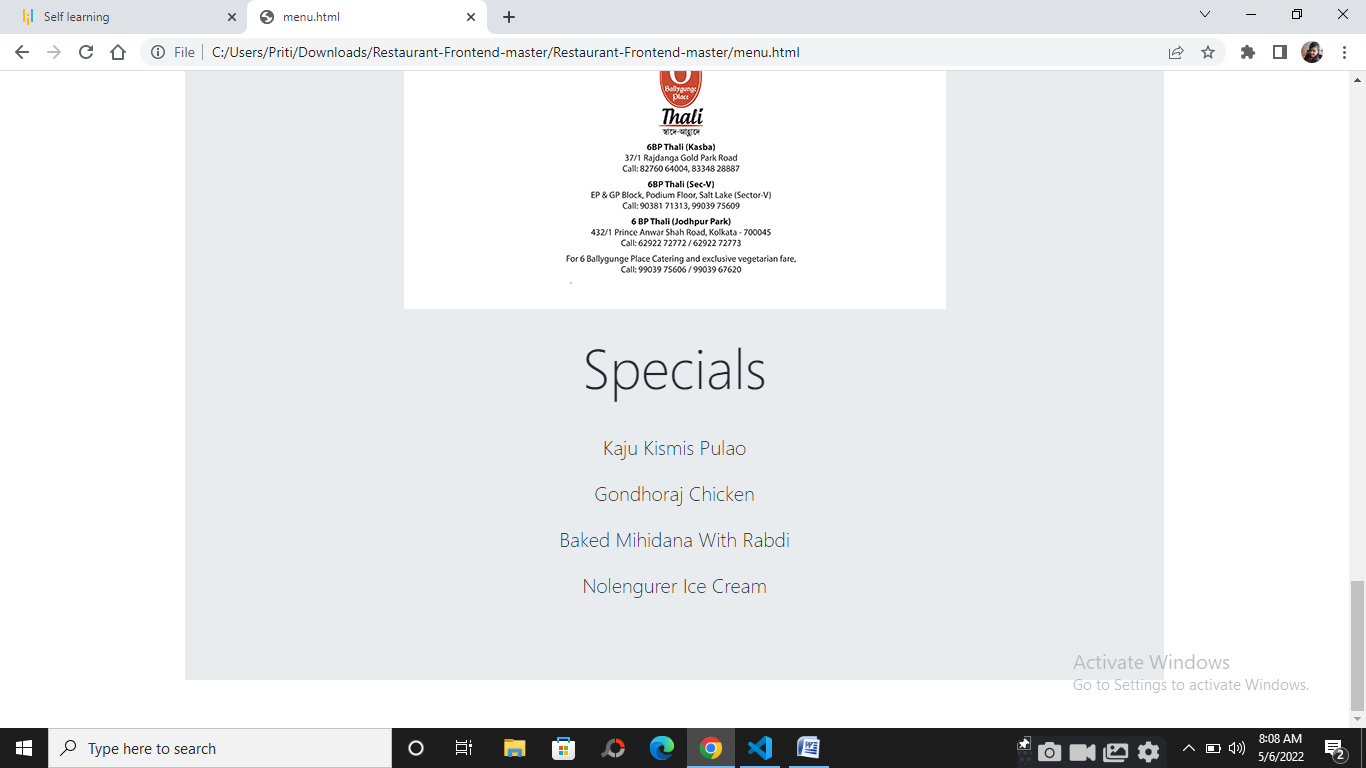 Self learning
menu.html
File
C:/Users/Priti/Downloads/Restaurant-Frontend-master/Restaurant-Frontend-master/menu.html
6
Ballygunge
Place
Thali
স্বাদে-আহ্লাদে
6BP Thali (Kasba)
37/1 Rajdanga Gold Park Road
Call: 82760 64004, 83348 28887
6BP Thali (Sec-V)
EP & GP Block, Podium Floor, Salt Lake (Sector-V)
Call: 90381 71313, 99039 75609
6 BP Thali (Jodhpur Park)
432/1 Prince Anwar Shah Road, Kolkata - 700045
Call: 62922 72772 / 62922 72773
For 6 Ballygunge Place Catering and exclusive vegetarian fare,
Call: 99039 75606 / 99039 67620
Specials
Kaju Kismis Pulao
Gondhoraj Chicken
Baked Mihidana With Rabdi
Nolengurer Ice Cream
Activate Windows
Go to Settings to activate Windows.
Type here to search
8:08 AM
5/6/2022
2